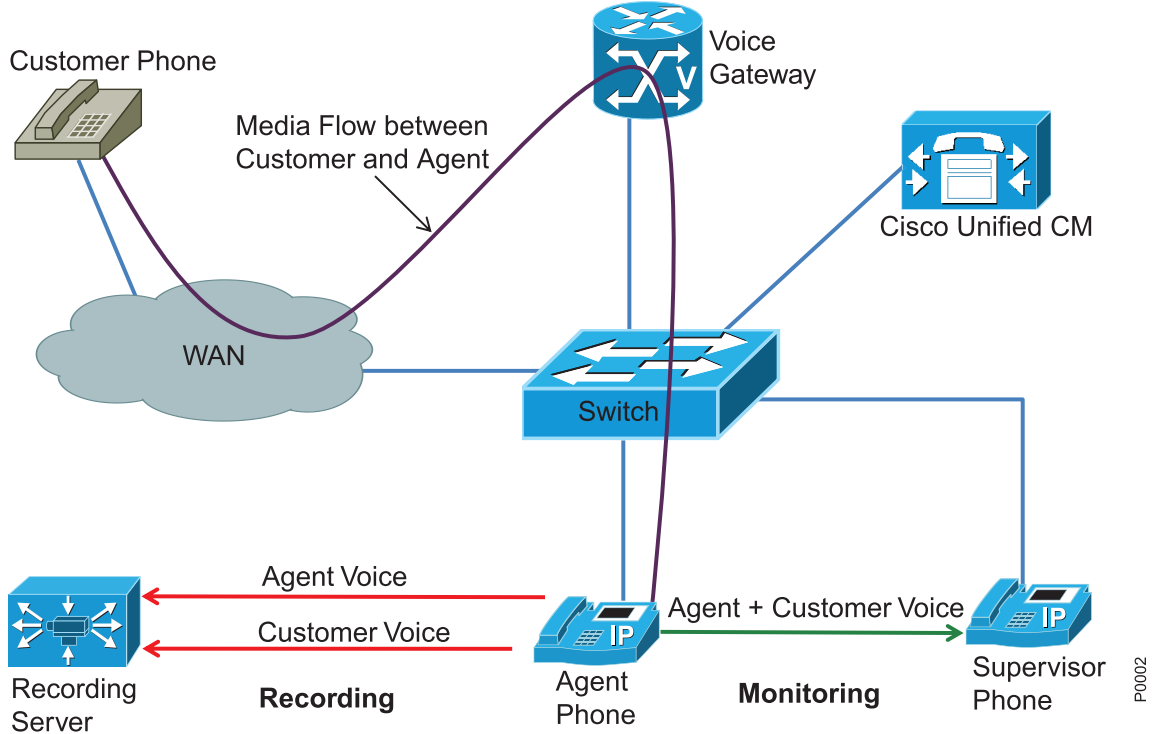 Customer Phone
Voice
Gateway
V
Media Flow between
Customer and Agent
Cisco Unified CM
WAN
Switch
Agent Voice
Customer Voice
Agent + Customer Voice
IP
IP
Recording
Server
Recording
Agent
Phone
Monitoring
Supervisor
Phone
P0002